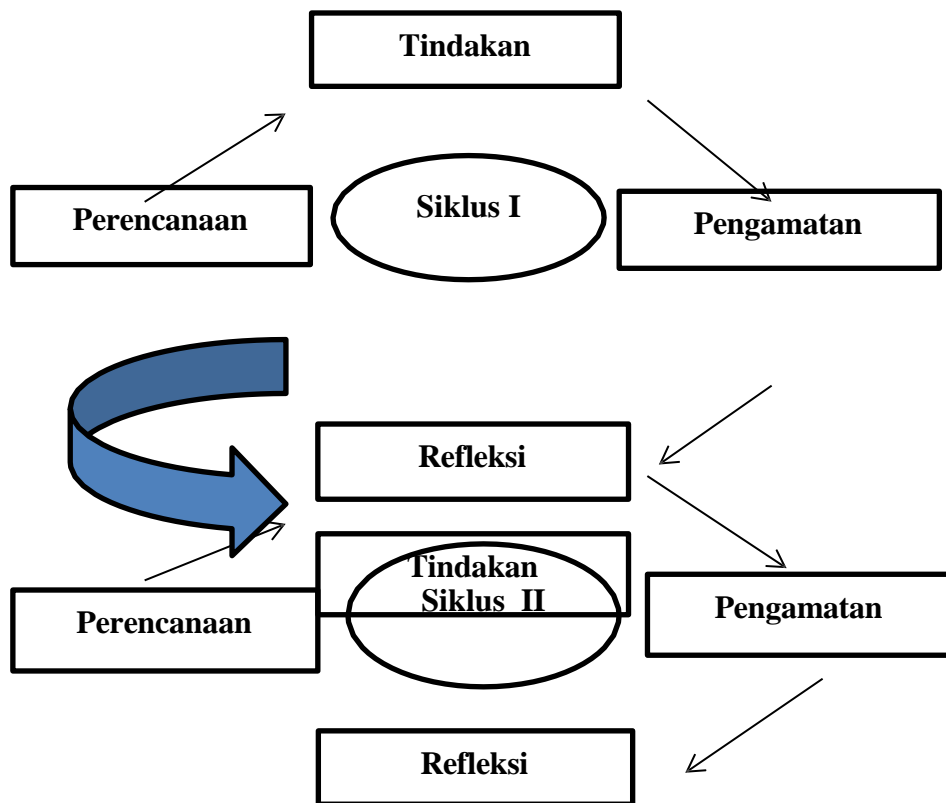 Tindakan
Perencanaan
Siklus I
Pengamatan
Refleksi
Tindakan
Siklus II
Perencanaan
Pengamatan
Refleksi